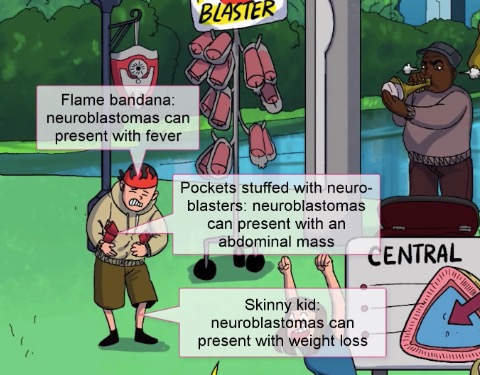 BLASTER
Flame bandana:
neuroblastomas can
present with fever
Pockets stuffed with neuro-
blasters: neuroblastomas
can present with an
abdominal mass
CENTRAL
Skinny kid:
neuroblastomas can
present with weight loss